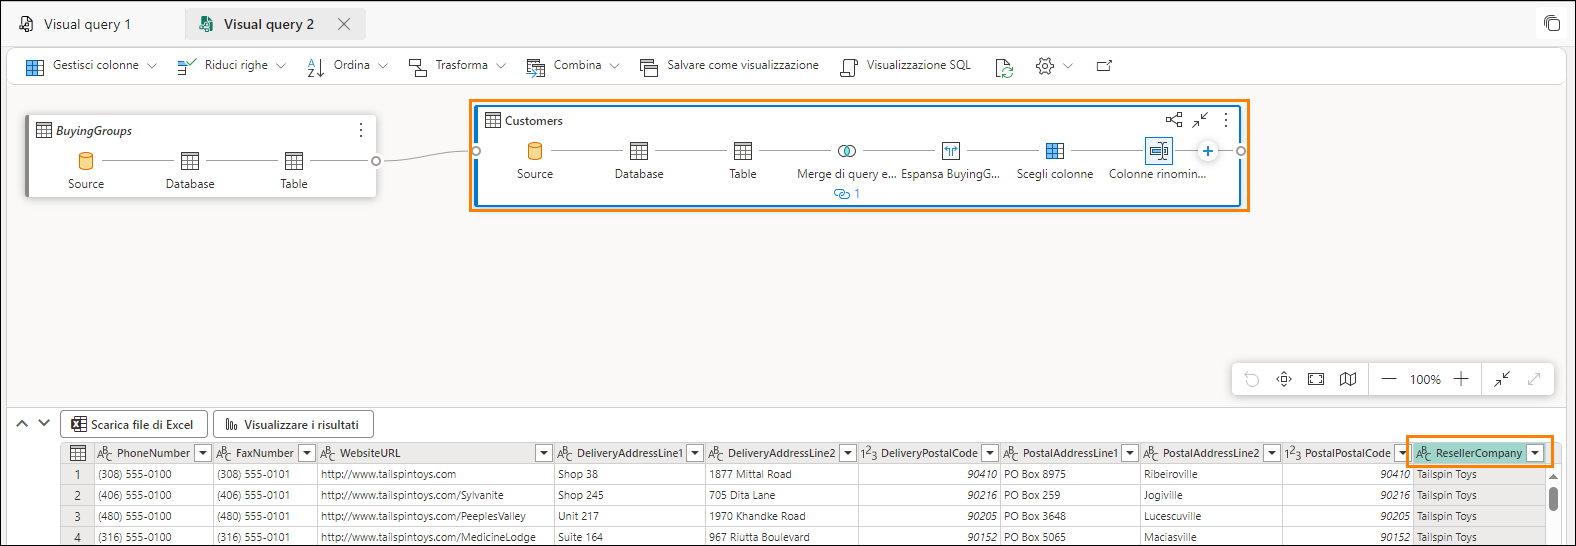 Visual query 1
Visual query 2
Gestisci colonne
Riduci righe
Ordina
Trasforma
Combina
Salvare come visualizzazione
Visualizzazione SQL
BuyingGroups
Source
Database
Table
Customers
Source
Database
Table
Merge di query e...
Espansa BuyingG...
Scegli colonne
Colonne rinomin...
1
100%
Scarica file di Excel
Visualizzare i risultati
PhoneNumber FaxNumber WebsiteURL DeliveryAddressLine1 DeliveryAddressLine2 DeliveryPostalCode PostalAddressLine1 PostalAddressLine2 PostalPostalCode ResellerCompany
1 (308) 555-0100 (308) 555-0101 http://www.tailspintoys.com Shop 38 1877 Mittal Road 90410 PO Box 8975 Ribeiroville 90410 Tailspin Toys
2 (406) 555-0100 (406) 555-0101 http://www.tailspintoys.com/Sylvanite Shop 245 705 Dita Lane 90216 PO Box 259 Jogiville 90216 Tailspin Toys
3 (480) 555-0100 (480) 555-0101 http://www.tailspintoys.com/PeeplesValley Unit 217 1970 Khandke Road 90205 PO Box 3648 Lucescuville 90205 Tailspin Toys
4 (316) 555-0100 (316) 555-0101 http://www.tailspintoys.com/MedicineLodge Suite 164 967 Riutta Boulevard 90152 PO Box 5065 Maciasville 90152 Tailspin Toys